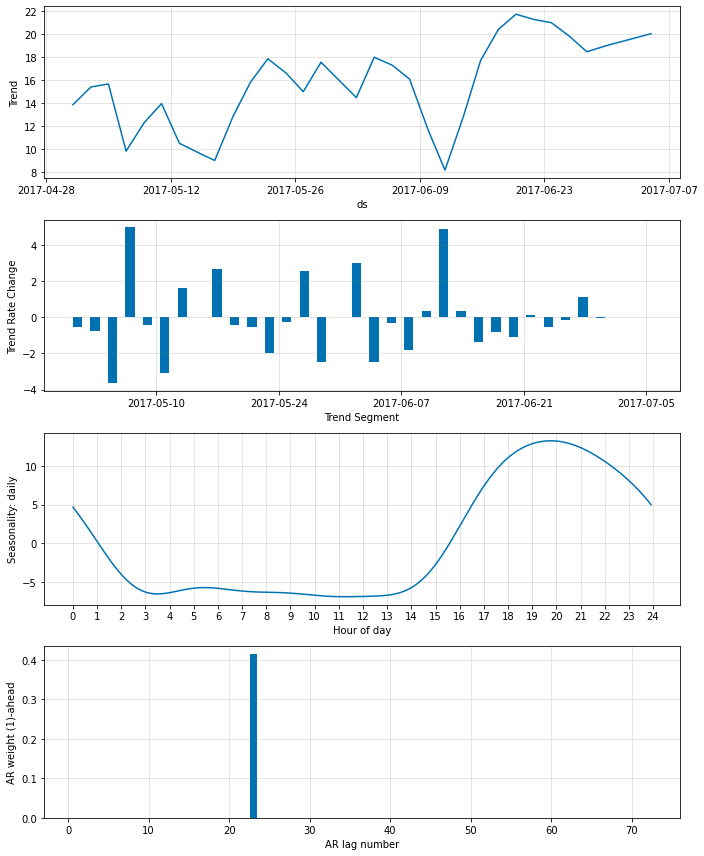 22
20
18
16
14
12
10
8
Trend
2017-04-28 2017-05-12 2017-05-26 2017-06-09 2017-06-23 2017-07-07
ds
4
2
0
−2
−4
Trend Rate Change
2017-05-10 2017-05-24 2017-06-07 2017-06-21 2017-07-05
Trend Segment
10
5
0
−5
Seasonality: daily
0 1 2 3 4 5 6 7 8 9 10 11 12 13 14 15 16 17 18 19 20 21 22 23 24
Hour of day
0.4
0.3
0.2
0.1
0.0
AR weight (1)-ahead
0 10 20 30 40 50 60 70
AR lag number